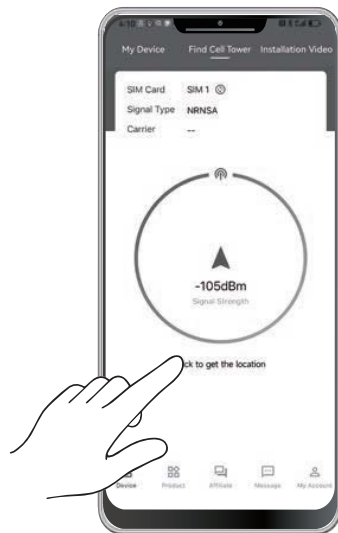 My Device Find Cell Tower Installation Video
SIM Card SIM 1
Signal Type NRNSA
Carrier --
-105dBm
Signal Strength
to get the location
Device Product Affiliate Message My Account